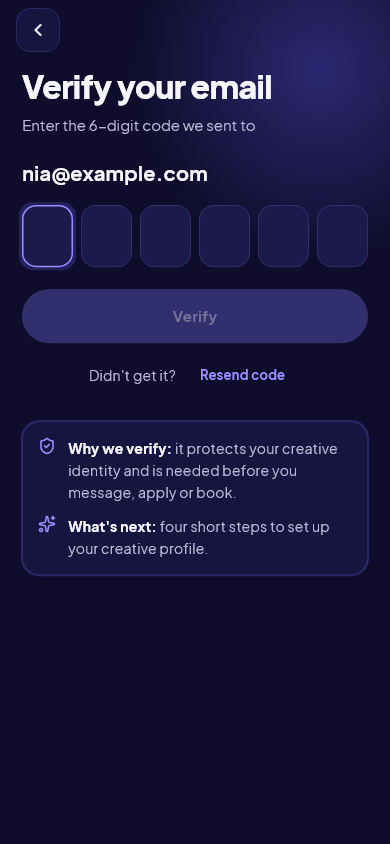 Verify your email
Enter the 6-digit code we sent to
nia@example.com
Verify
Didn't get it? Resend code
Why we verify: it protects your creative
identity and is needed before you
message, apply or book.
What's next: four short steps to set up
your creative profile.